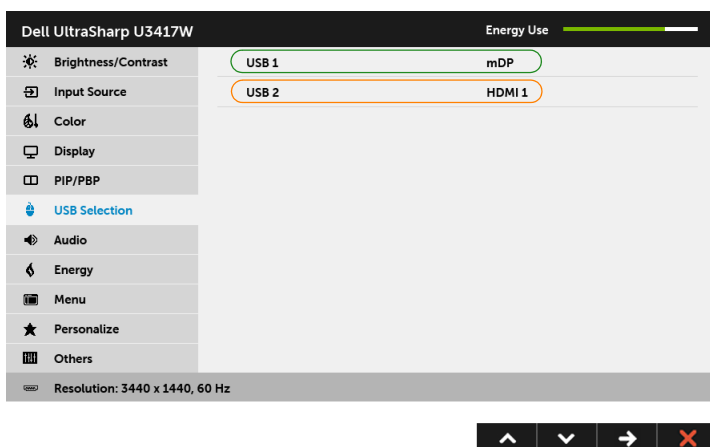 Dell UltraSharp U3417W Energy Use
Brightness/Contrast USB 1 mDP
Input Source USB 2 HDMI 1
Color
Display
PIP/PBP
USB Selection
Audio
Energy
Menu
Personalize
Others
Resolution: 3440 x 1440, 60 Hz